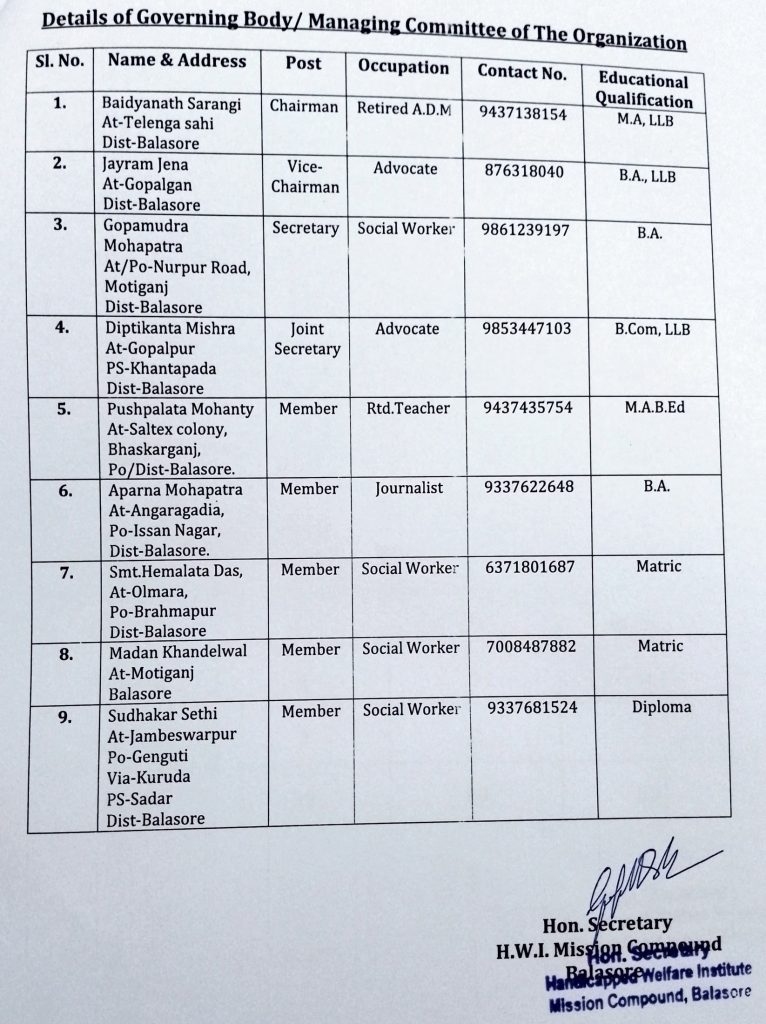 Details of Governing Body/ Managing Committee of The Organization
Sl. No. Name & Address Post Occupation Contact No. Educational Qualification
1. Baidyanath Sarangi Chairman Retired A.D.M 9437138154 M.A, LLB
At-Telenga sahi
Dist-Balasore
2. Jayram Jena Vice- Advocate 876318040 B.A., LLB
At-Gopalgan Chairman
Dist-Balasore
3. Gopamudra Secretary Social Worker 9861239197 B.A.
Mohapatra
At/Po-Nurpur Road,
Motiganj
Dist-Balasore
4. Diptikanta Mishra Joint Advocate 9853447103 B.Com, LLB
At-Gopalpur Secretary
PS-Khantapada
Dist-Balasore
5. Pushpalata Mohanty Member Rtd.Teacher 9437435754 M.A.B.Ed
At-Saltex colony,
Bhaskarganj,
Po/Dist-Balasore.
6. Aparna Mohapatra Member Journalist 9337622648 B.A.
At-Angaragadia,
Po-Issan Nagar,
Dist-Balasore.
7. Smt.Hemalata Das, Member Social Worker 6371801687 Matric
At-Olmara,
Po-Brahmapur
Dist-Balasore
8. Madan Khandelwal Member Social Worker 7008487882 Matric
At-Motiganj
Balasore
9. Sudhakar Sethi Member Social Worker 9337681524 Diploma
At-Jambeswarpur
Po-Genguti
Via-Kuruda
PS-Sadar
Dist-Balasore
Hon. Secretary
H.W.I. Mission Compound
Balasore
Hon. Secretary
Handicapped Welfare Institute
Mission Compound, Balasore